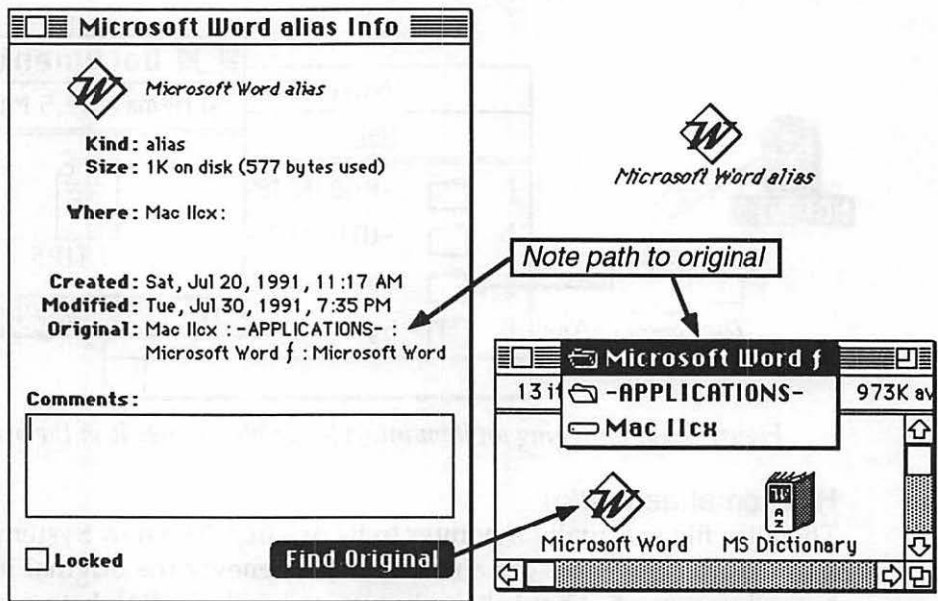 Microsoft Word alias Info
Microsoft Word alias
Kind: alias
Size: 1K on disk (577 bytes used)
Where: Mac IIcx:
Created: Sat, Jul 20, 1991, 11:17 AM
Modified: Tue, Jul 30, 1991, 7:35 PM
Original: Mac IIcx : -APPLICATIONS- :
Microsoft Word ƒ : Microsoft Word
Comments:
Locked
Find Original
Microsoft Word alias
Note path to original
Microsoft Word ƒ
13 it
-APPLICATIONS-
973K av
Mac IIcx
Microsoft Word
MS Dictionary